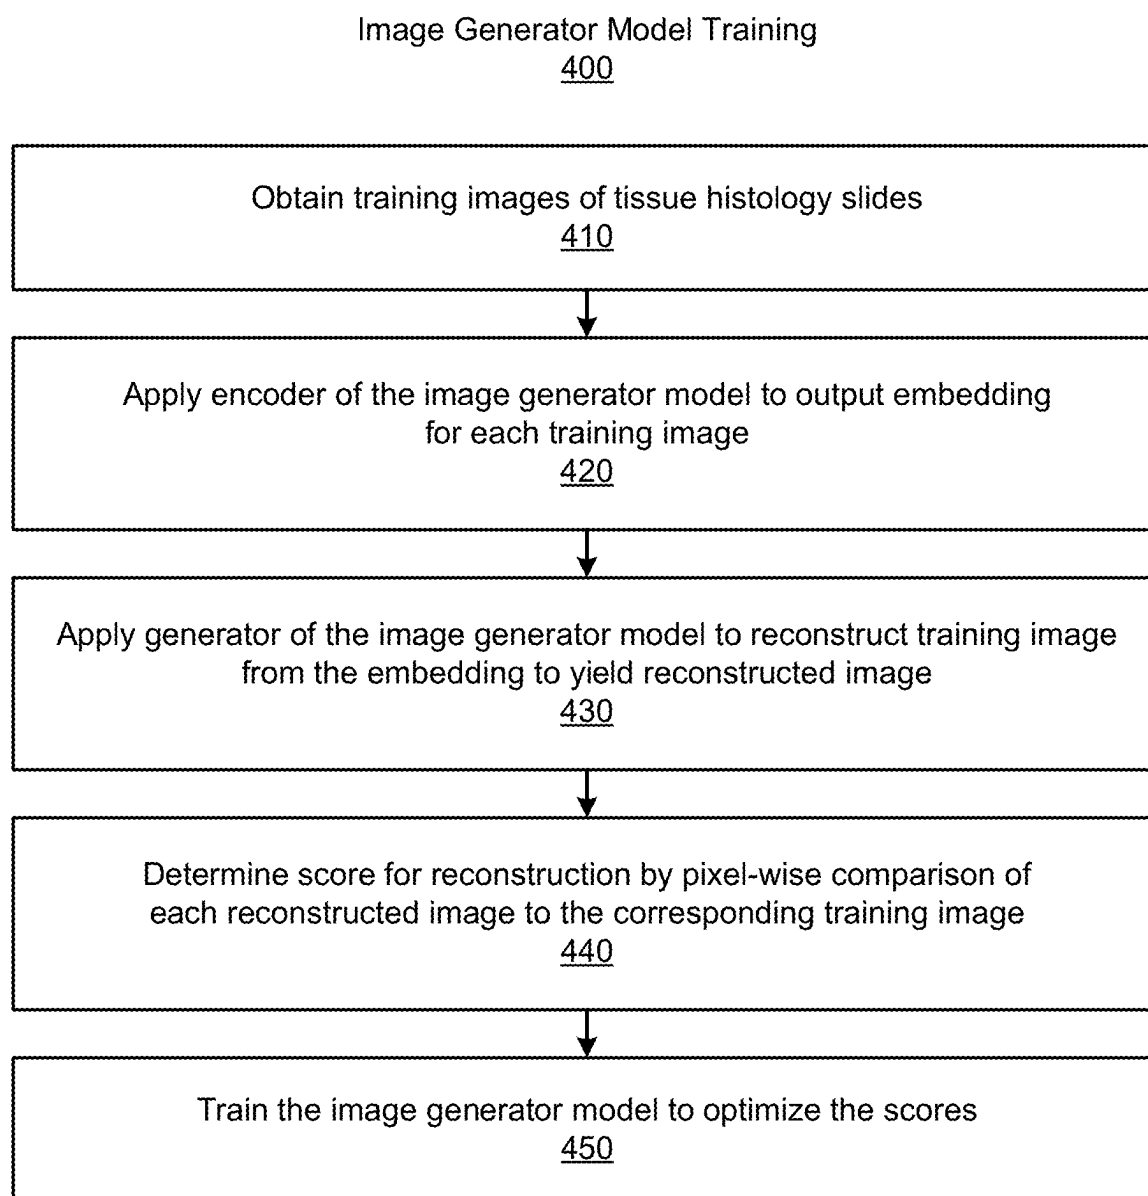 Image Generator Model Training
400
Obtain training images of tissue histology slides
410
Apply encoder of the image generator model to output embedding
for each training image
420
Apply generator of the image generator model to reconstruct training image
from the embedding to yield reconstructed image
430
Determine score for reconstruction by pixel-wise comparison of
each reconstructed image to the corresponding training image
440
Train the image generator model to optimize the scores
450